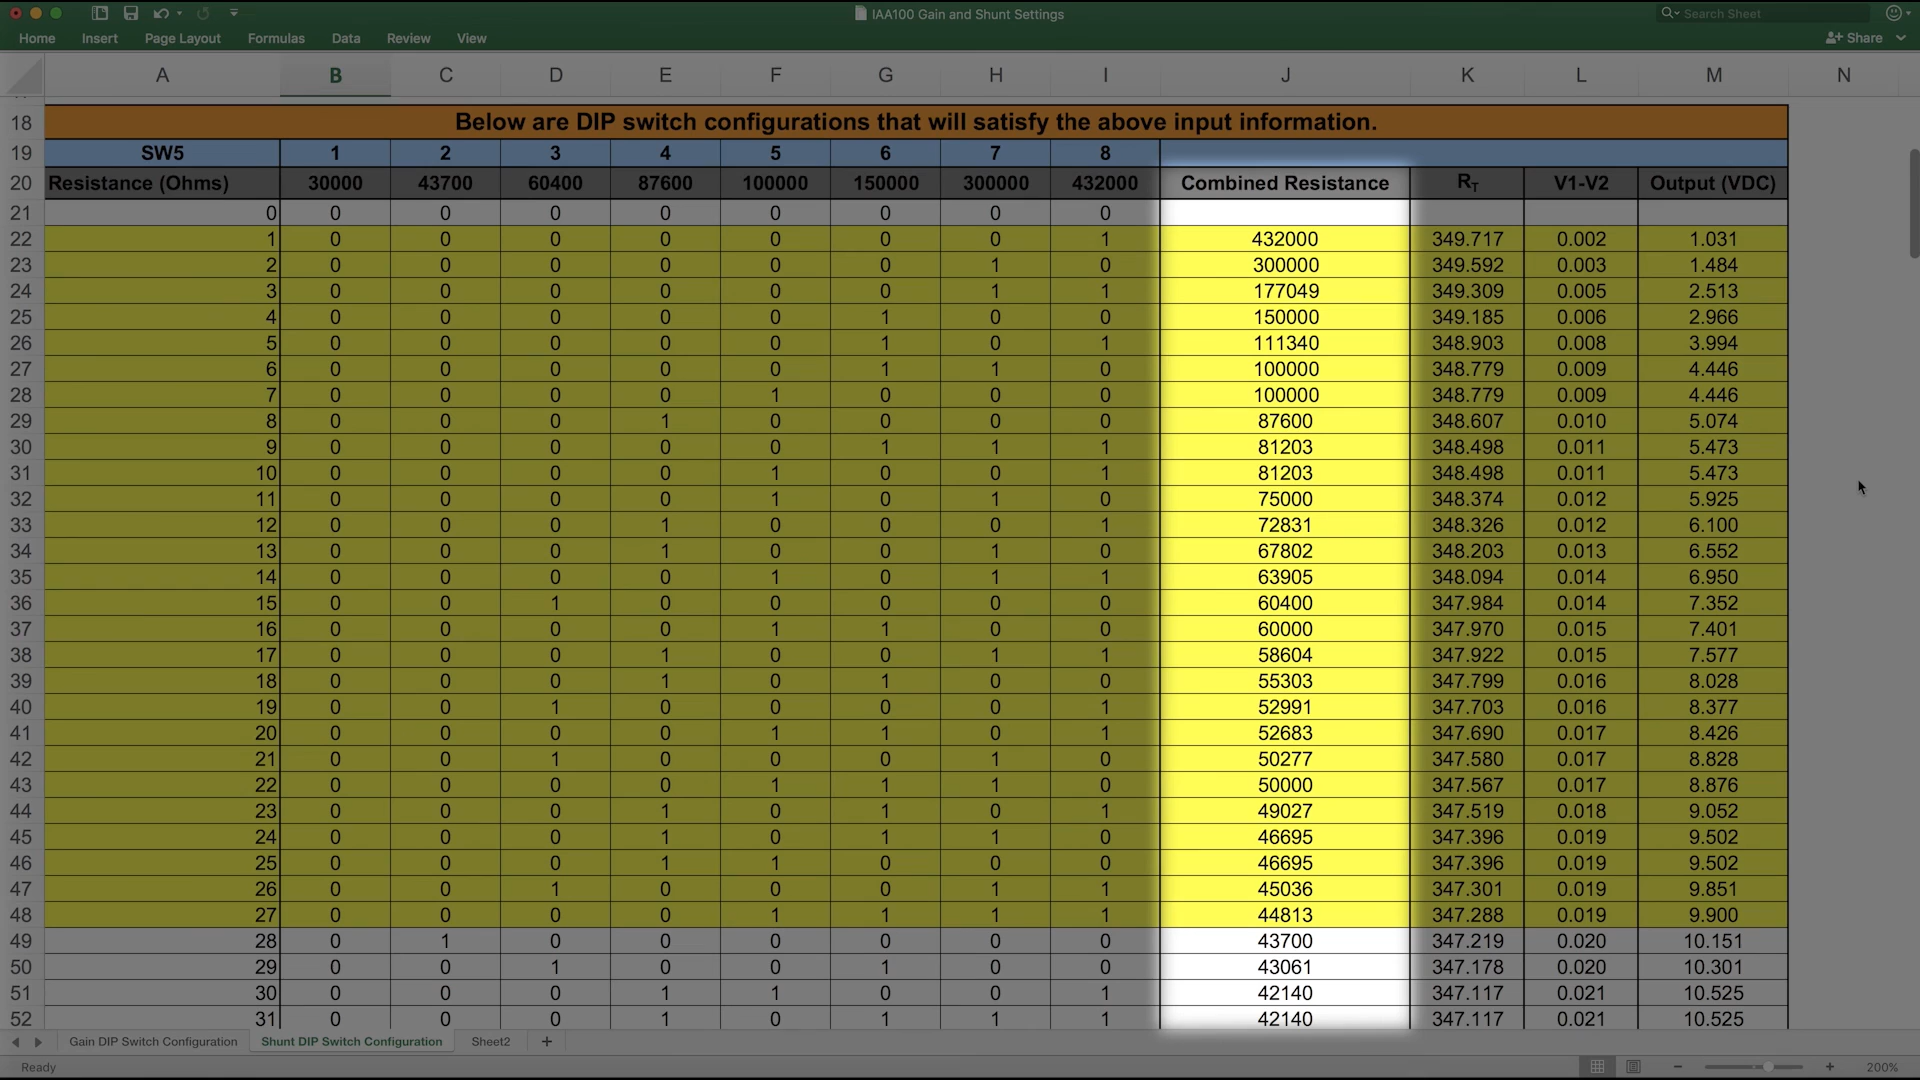 IAA100 Gain and Shunt Settings
Search Sheet
Home Insert Page Layout Formulas Data Review View Share
A B C D E F G H I J K L M N
18 Below are DIP switch configurations that will satisfy the above input information.
19 SW5 1 2 3 4 5 6 7 8
20 Resistance (Ohms) 30000 43700 60400 87600 100000 150000 300000 432000 Combined Resistance RT V1-V2 Output (VDC)
21 0 0 0 0 0 0 0 0 0
22 1 0 0 0 0 0 0 0 1 432000 349.717 0.002 1.031
23 2 0 0 0 0 0 0 1 0 300000 349.592 0.003 1.484
24 3 0 0 0 0 0 0 1 1 177049 349.309 0.005 2.513
25 4 0 0 0 0 0 1 0 0 150000 349.185 0.006 2.966
26 5 0 0 0 0 0 1 0 1 111340 348.903 0.008 3.994
27 6 0 0 0 0 0 1 1 0 100000 348.779 0.009 4.446
28 7 0 0 0 0 1 0 0 0 100000 348.779 0.009 4.446
29 8 0 0 0 1 0 0 0 0 87600 348.607 0.010 5.074
30 9 0 0 0 0 0 1 1 1 81203 348.498 0.011 5.473
31 10 0 0 0 0 1 0 0 1 81203 348.498 0.011 5.473
32 11 0 0 0 0 1 0 1 0 75000 348.374 0.012 5.925
33 12 0 0 0 1 0 0 0 1 72831 348.326 0.012 6.100
34 13 0 0 0 1 0 0 1 0 67802 348.203 0.013 6.552
35 14 0 0 0 0 1 0 1 1 63905 348.094 0.014 6.950
36 15 0 0 1 0 0 0 0 0 60400 347.984 0.014 7.352
37 16 0 0 0 0 1 1 0 0 60000 347.970 0.015 7.401
38 17 0 0 0 1 0 0 1 1 58604 347.922 0.015 7.577
39 18 0 0 0 1 0 1 0 0 55303 347.799 0.016 8.028
40 19 0 0 1 0 0 0 0 1 52991 347.703 0.016 8.377
41 20 0 0 0 0 1 1 0 1 52683 347.690 0.017 8.426
42 21 0 0 1 0 0 0 1 0 50277 347.580 0.017 8.828
43 22 0 0 0 0 1 1 1 0 50000 347.567 0.017 8.876
44 23 0 0 0 1 0 1 0 1 49027 347.519 0.018 9.052
45 24 0 0 0 1 0 1 1 0 46695 347.396 0.019 9.502
46 25 0 0 0 1 1 0 0 0 46695 347.396 0.019 9.502
47 26 0 0 1 0 0 0 1 1 45036 347.301 0.019 9.851
48 27 0 0 0 0 1 1 1 1 44813 347.288 0.019 9.900
49 28 0 1 0 0 0 0 0 0 43700 347.219 0.020 10.151
50 29 0 0 1 0 0 1 0 0 43061 347.178 0.020 10.301
51 30 0 0 0 1 1 0 0 1 42140 347.117 0.021 10.525
52 31 0 0 0 1 0 1 1 1 42140 347.117 0.021 10.525
Gain DIP Switch Configuration Shunt DIP Switch Configuration Sheet2
Ready 200%